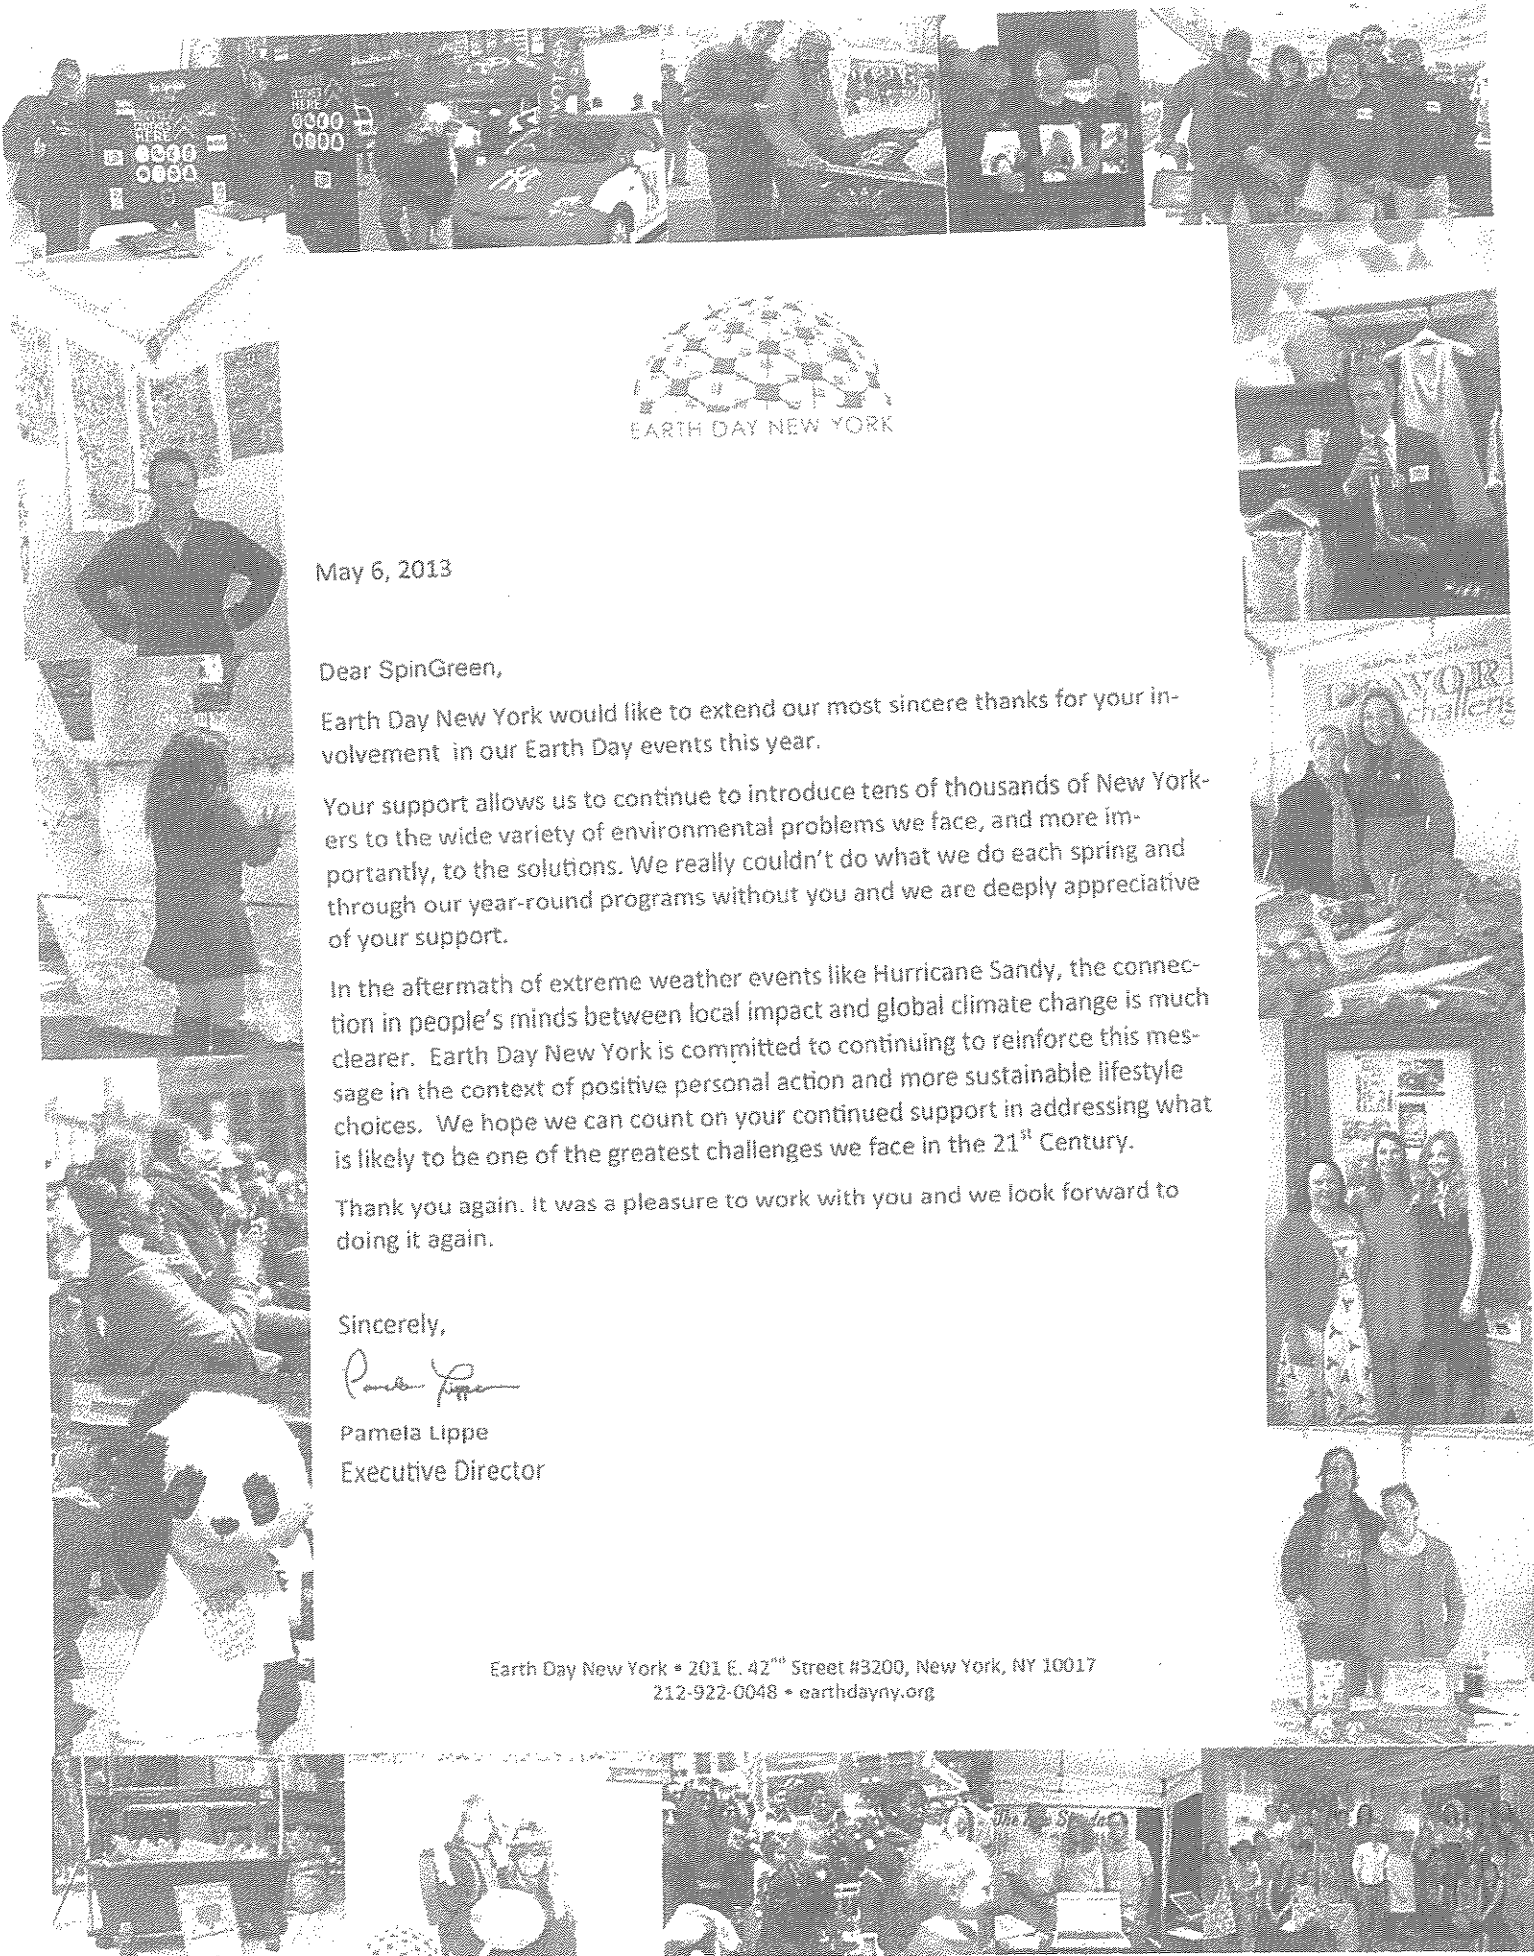 DROP
HERE
HERE
EARTH DAY NEW YORK
May 6, 2013
Dear SpinGreen,
Earth Day New York would like to extend our most sincere thanks for your in-
volvement in our Earth Day events this year.
Your support allows us to continue to introduce tens of thousands of New York-
ers to the wide variety of environmental problems we face, and more im-
portantly, to the solutions. We really couldn't do what we do each spring and
through our year-round programs without you and we are deeply appreciative
of your support.
In the aftermath of extreme weather events like Hurricane Sandy, the connec-
tion in people's minds between local impact and global climate change is much
clearer. Earth Day New York is committed to continuing to reinforce this mes-
sage in the context of positive personal action and more sustainable lifestyle
choices. We hope we can count on your continued support in addressing what
is likely to be one of the greatest challenges we face in the 21st Century.
Thank you again. It was a pleasure to work with you and we look forward to
doing it again.
Sincerely,
Pamela Lippe
Pamela Lippe
Executive Director
Earth Day New York • 201 E. 42nd Street #3200, New York, NY 10017
212-922-0048 • earthdayny.org